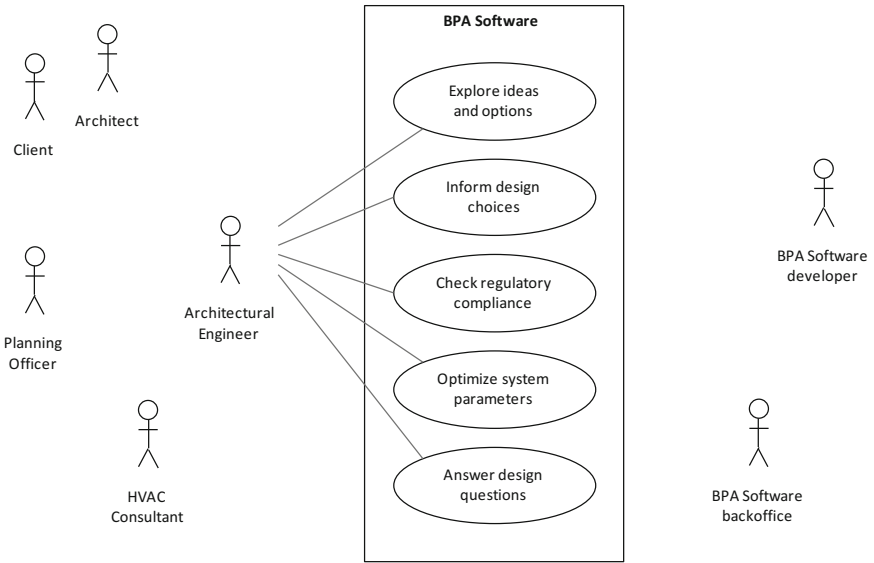 BPA Software
Explore ideas
and options
Client
Architect
Inform design
choices
BPA Software
developer
Check regulatory
compliance
Architectural
Engineer
Planning
Officer
Optimize system
parameters
HVAC
Consultant
Answer design
questions
BPA Software
backoffice